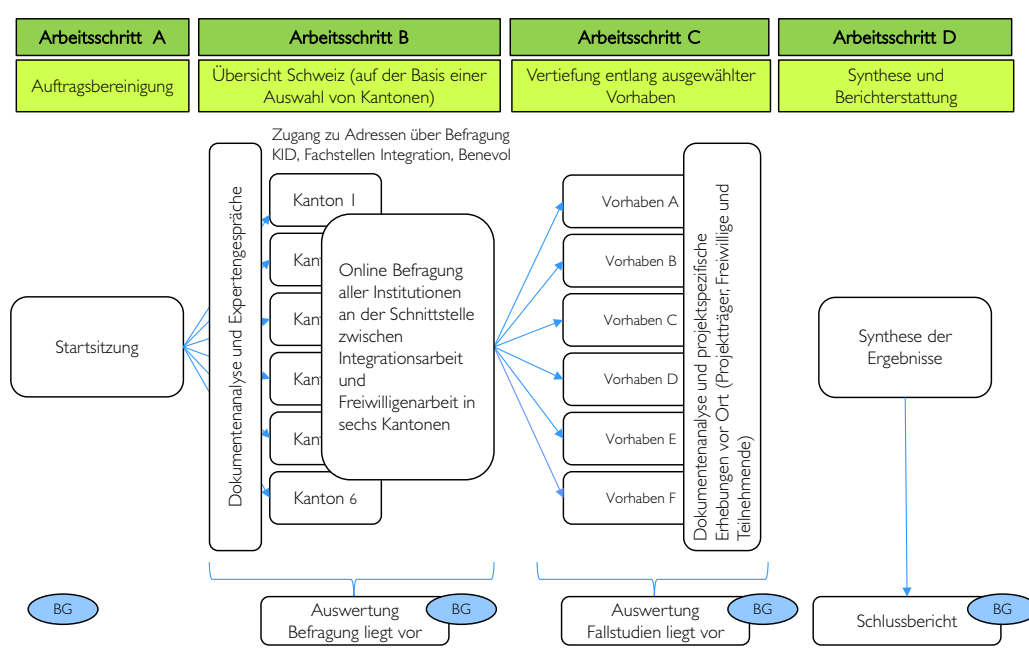 Arbeitsschritt A
Arbeitsschritt B
Arbeitsschritt C
Arbeitsschritt D
Auftragsbereinigung
Übersicht Schweiz (auf der Basis einer
Auswahl von Kantonen)
Vertiefung entlang ausgewählter
Vorhaben
Synthese und
Berichterstattung
Zugang zu Adressen über Befragung
KID, Fachstellen Integration, Benevol
Startsitzung
Dokumentenanalyse und Expertengespräche
Kanton 1
Kant
Kant
Kant
Kant
Kanton 6
Online Befragung
aller Institutionen
an der Schnittstelle
zwischen
Integrationsarbeit
und
Freiwilligenarbeit in
sechs Kantonen
Vorhaben A
Vorhaben B
Vorhaben C
Vorhaben D
Vorhaben E
Vorhaben F
Dokumentenanalyse und projektspezifische
Erhebungen vor Ort (Projektträger, Freiwillige und
Teilnehmende)
Synthese der
Ergebnisse
BG
Auswertung
Befragung liegt vor
BG
Auswertung
Fallstudien liegt vor
BG
Schlussbericht
BG